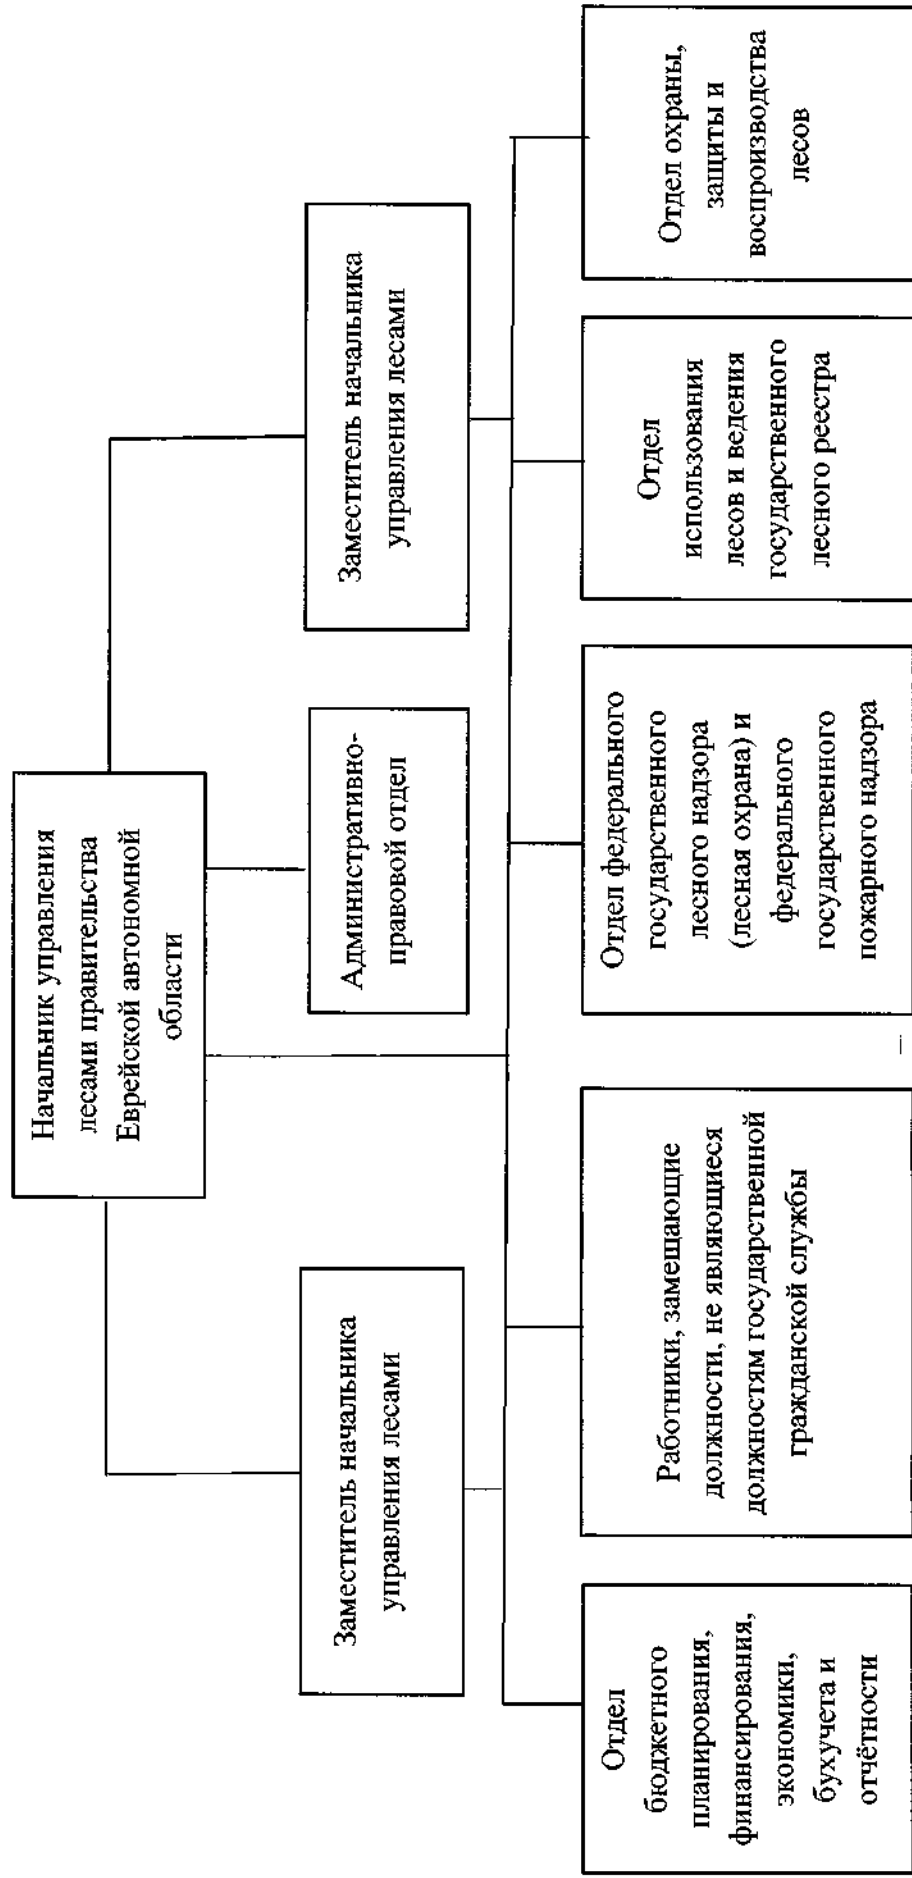 Начальник управления
лесами правительства
Еврейской автономной
области
Заместитель начальника
управления лесами
Административно-
правовой отдел
Заместитель начальника
управления лесами
Отдел
бюджетного
планирования,
финансирования,
экономики,
бухучета и
отчётности
Работники, замещающие
должности, не являющиеся
должностям государственной
гражданской службы
Отдел федерального
государственного
лесного надзора
(лесная охрана) и
федерального
государственного
пожарного надзора
Отдел
использования
лесов и ведения
государственного
лесного реестра
Отдел охраны,
защиты и
воспроизводства
лесов